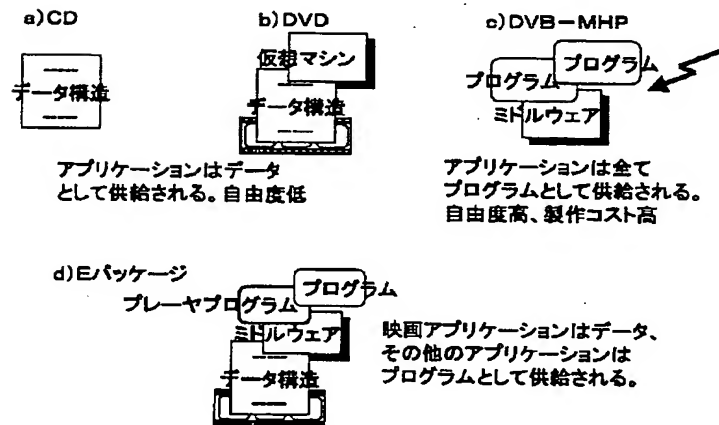 a)CD
b)DVD
c)DVB-MHP
仮想マシン
データ構造
データ構造
プログラム
プログラム
ミドルウェア
アプリケーションはデータ
として供給される。自由度低
アプリケーションは全て
プログラムとして供給される。
自由度高、製作コスト高
d)Eパッケージ
プログラム
プレーヤプログラム
ミドルウェア
データ構造
映画アプリケーションはデータ、
その他のアプリケーションは
プログラムとして供給される。